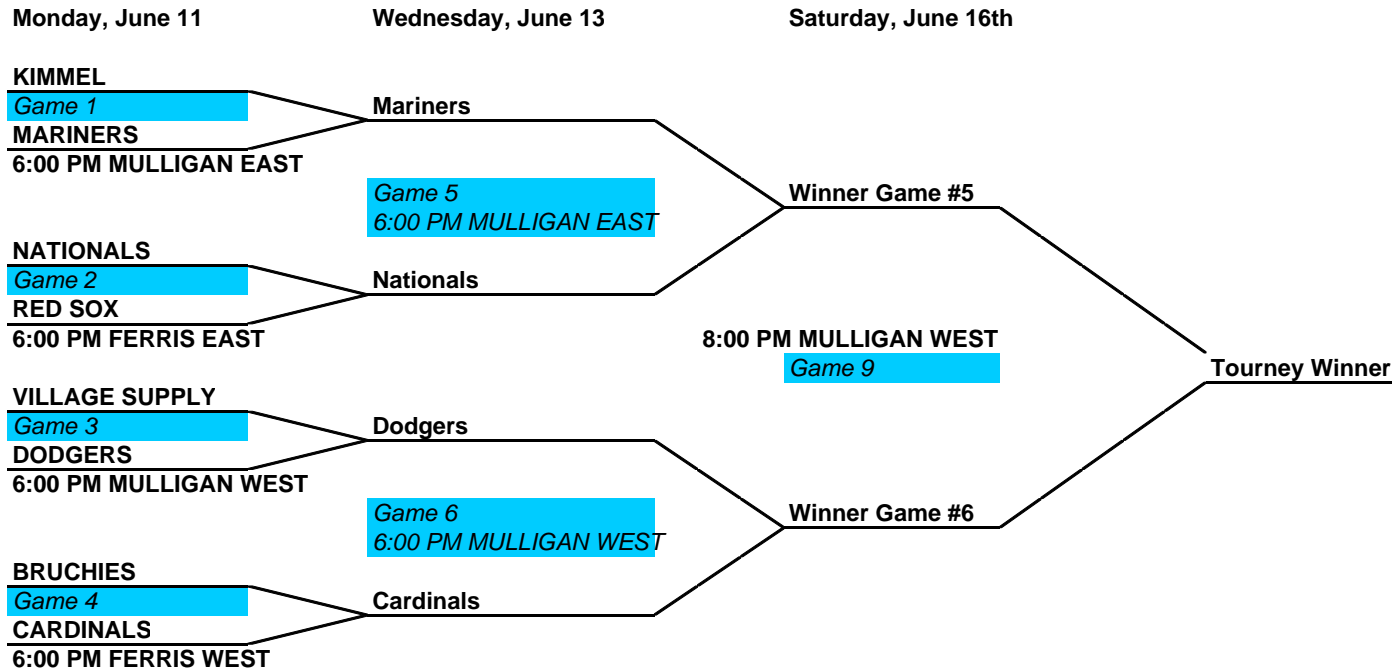 Monday, June 11
Wednesday, June 13
Saturday, June 16th
KIMMEL
Game 1
Mariners
MARINERS
6:00 PM MULLIGAN EAST
Game 5
Winner Game #5
6:00 PM MULLIGAN EAST
NATIONALS
Game 2
Nationals
RED SOX
6:00 PM FERRIS EAST
8:00 PM MULLIGAN WEST
Game 9
Tourney Winner
VILLAGE SUPPLY
Game 3
Dodgers
DODGERS
6:00 PM MULLIGAN WEST
Game 6
Winner Game #6
6:00 PM MULLIGAN WEST
BRUCHIES
Game 4
Cardinals
CARDINALS
6:00 PM FERRIS WEST